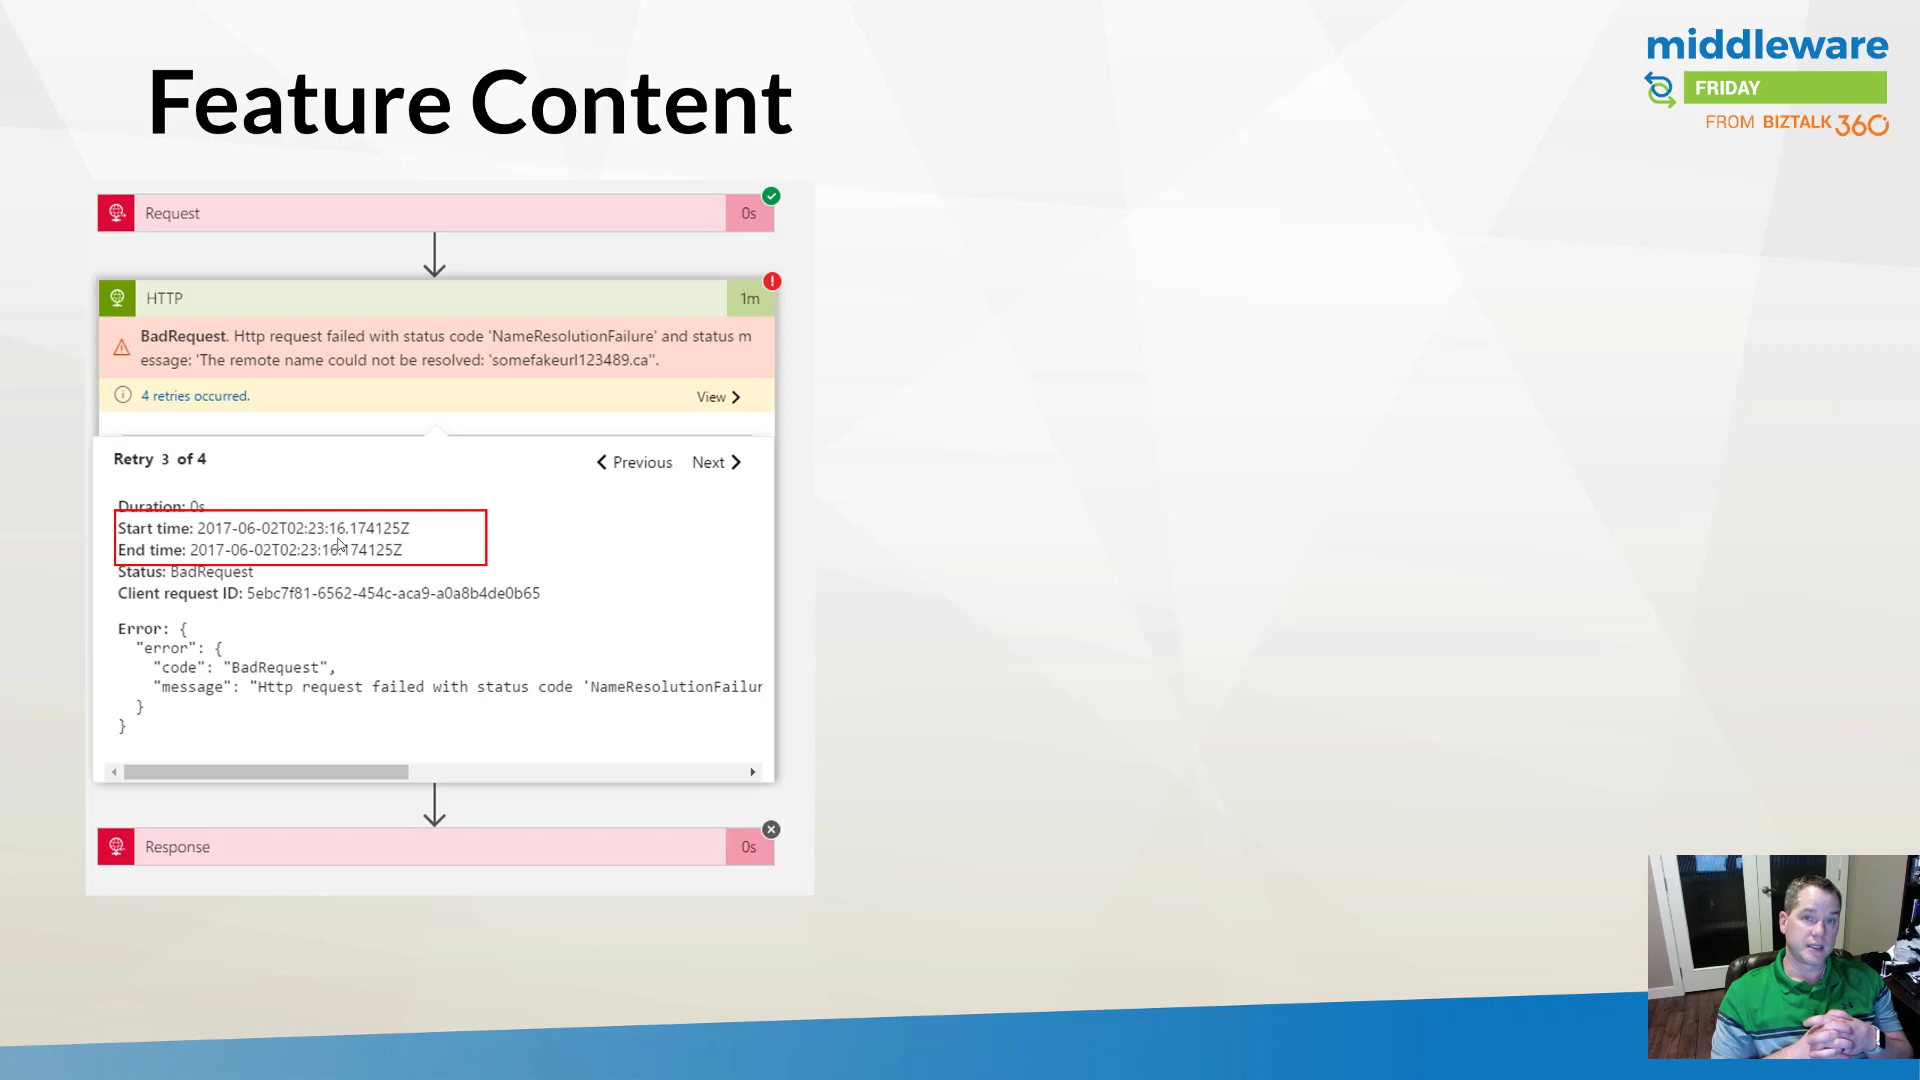 Feature Content
middleware
FRIDAY
FROM BIZTALK 360
Request
0s
HTTP
1m
BadRequest. Http request failed with status code 'NameResolutionFailure' and status m
essage: 'The remote name could not be resolved: 'somefakeurl123489.ca''.
4 retries occurred.
View
Retry 3 of 4
Previous
Next
Duration: 0s
Start time: 2017-06-02T02:23:16.174125Z
End time: 2017-06-02T02:23:16.174125Z
Status: BadRequest
Client request ID: 5ebc7f81-6562-454c-aca9-a0a8b4de0b65
Error: {
"error": {
"code": "BadRequest",
"message": "Http request failed with status code 'NameResolutionFailur
}
}
Response
0s